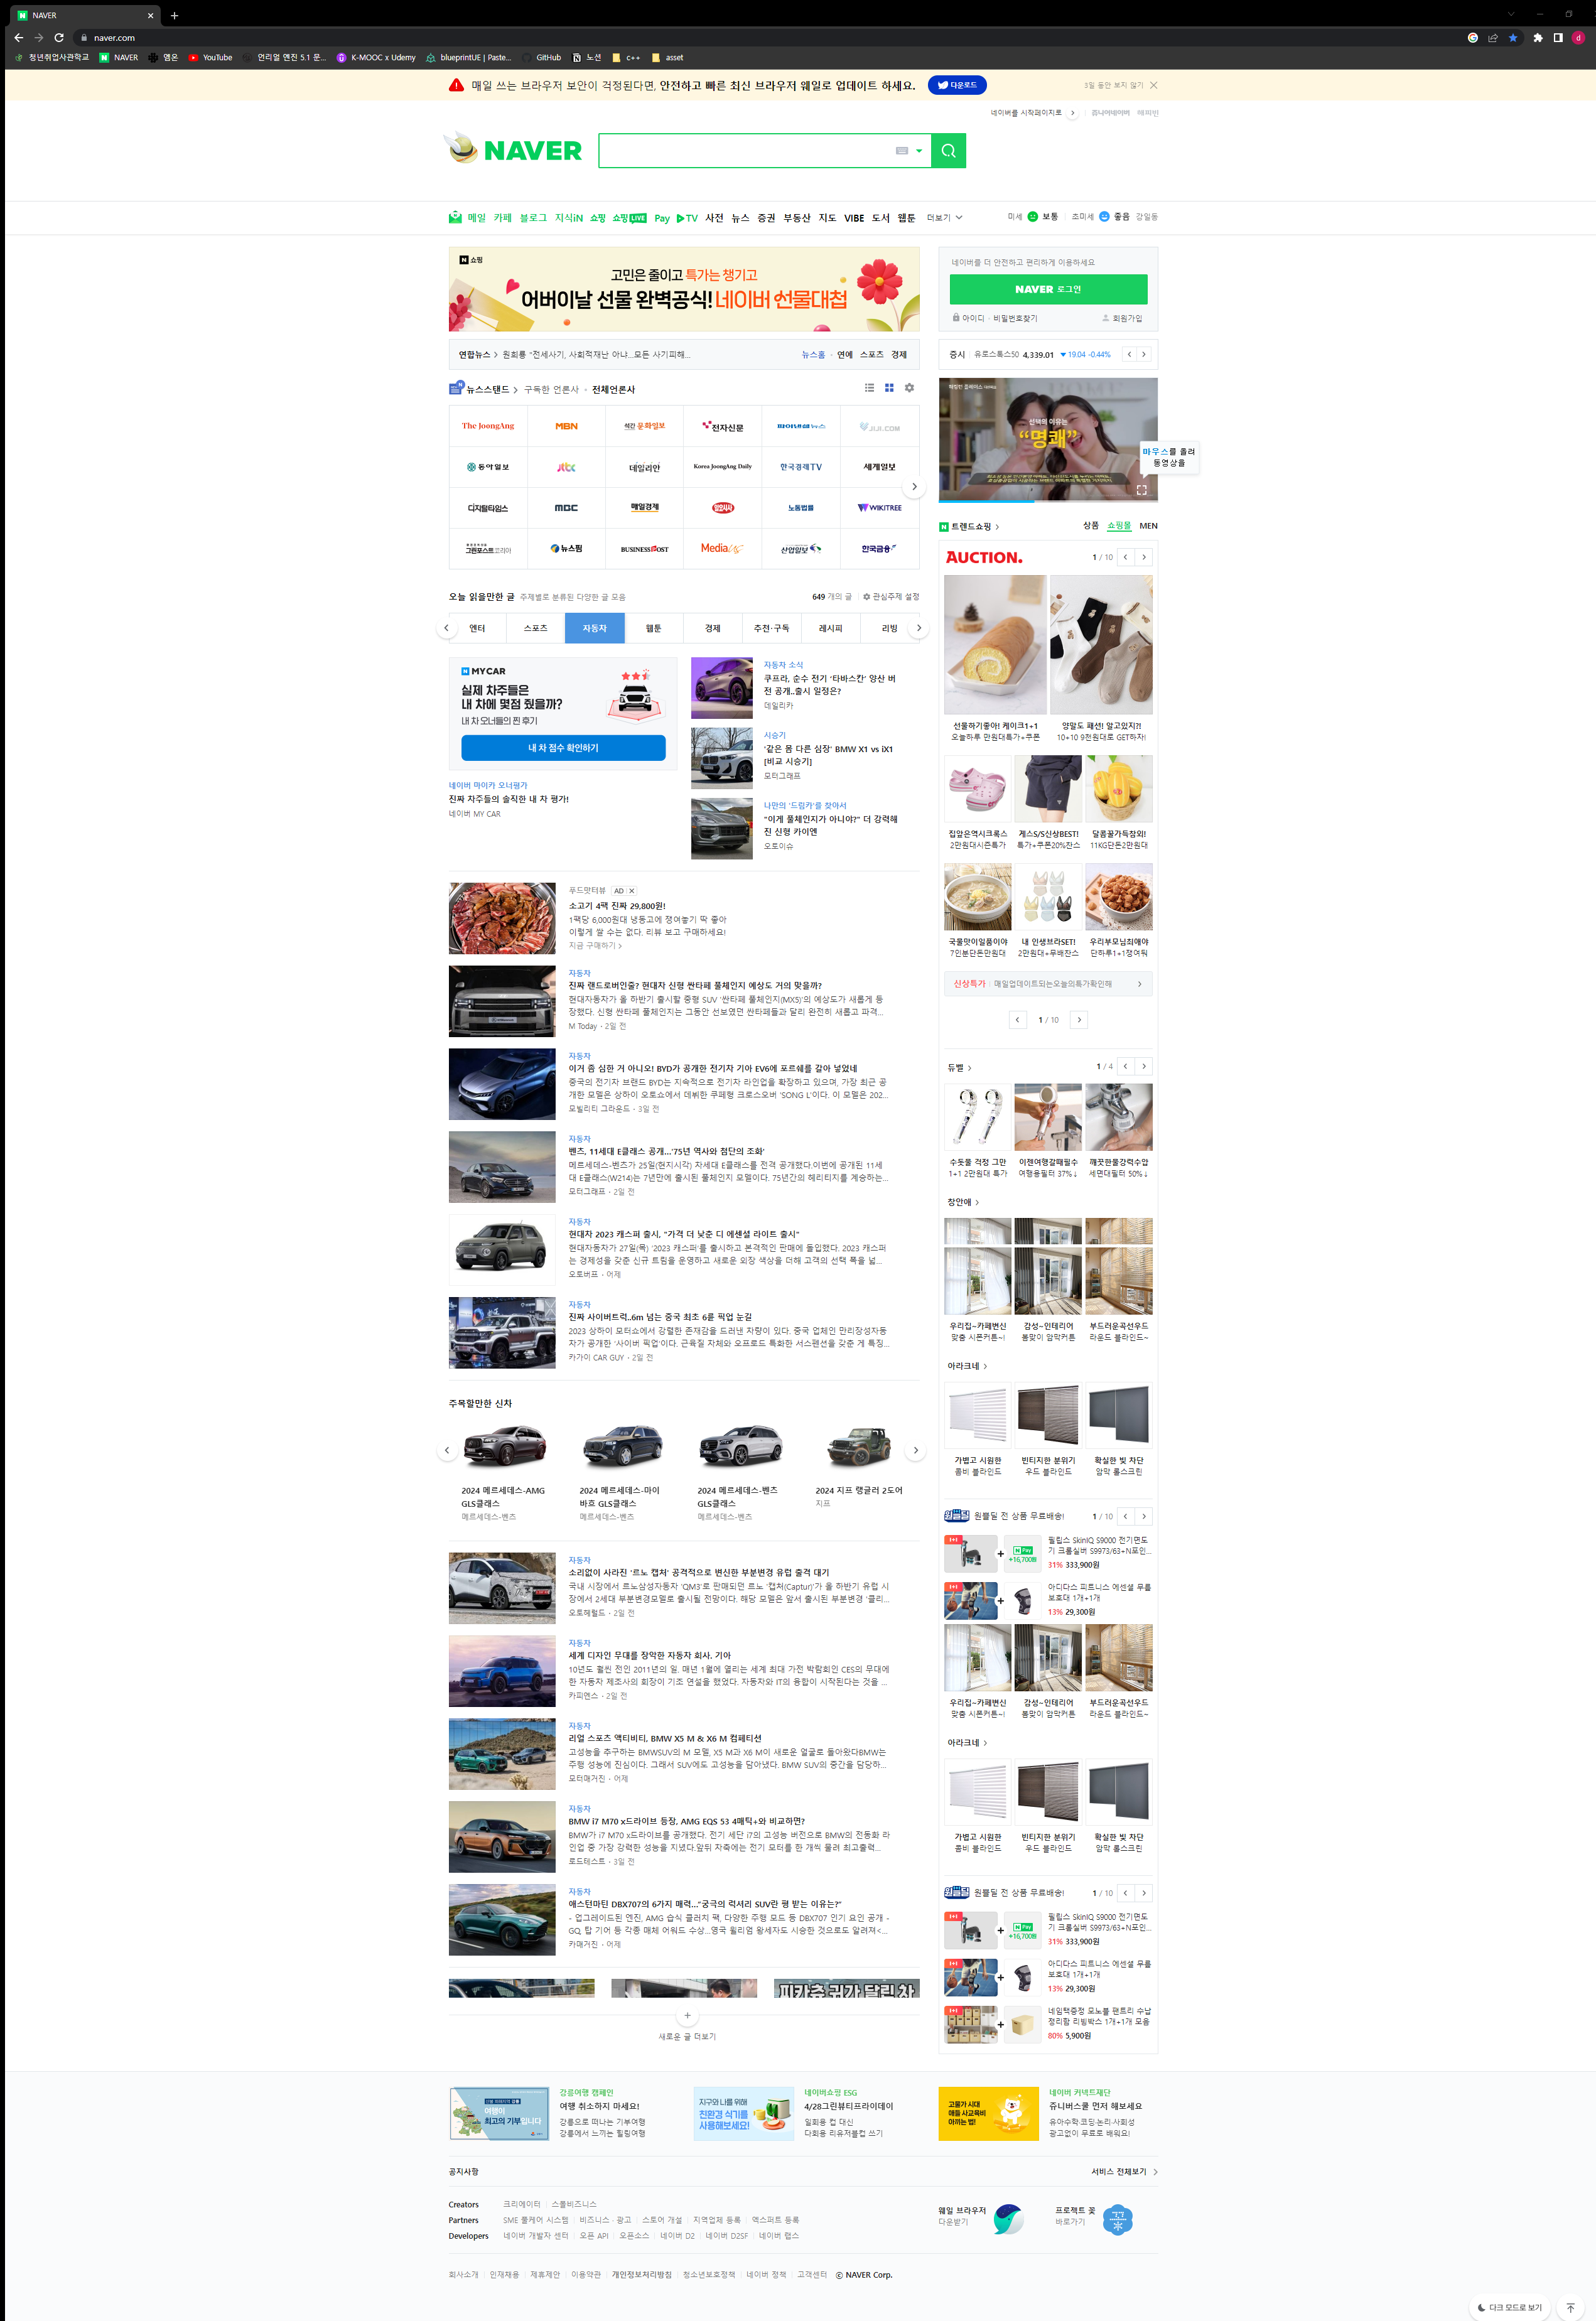 NAVER
naver.com
청년취업사관학교
NAVER
엠온
YouTube
언리얼 엔진 5.1 문...
K-MOOC x Udemy
blueprintUE | Paste...
GitHub
노션
c++
asset
매일 쓰는 브라우저 보안이 걱정된다면, 안전하고 빠른 최신 브라우저 웨일로 업데이트 하세요.
다운로드
3일 동안 보지 않기
네이버를 시작페이지로
쥬니어네이버
해피빈
NAVER
메일 카페 블로그 지식iN 쇼핑 쇼핑LIVE Pay TV 사전 뉴스 증권 부동산 지도 VIBE 도서 웹툰 더보기
미세 보통 초미세 좋음 강일동
N 쇼핑
고민은 줄이고 특가는 챙기고
어버이날 선물 완벽공식! 네이버 선물대첩
네이버를 더 안전하고 편리하게 이용하세요
NAVER 로그인
아이디 · 비밀번호찾기
회원가입
연합뉴스 > 원희룡 "전세사기, 사회적재난 아냐...모든 사기피해...
뉴스홈 · 연예 스포츠 경제
증시 유로스톡스50 4,339.01 ▼19.04 -0.44%
뉴스스탠드 > 구독한 언론사 · 전체언론사
The JoongAng
MBN
석간 문화일보
전자신문
파이낸셜뉴스
JIJI.COM
동아일보
jtbc
데일리안
Korea JoongAng Daily
한국경제TV
세계일보
디지털타임스
MBC
매일경제
일요시사
노동법률
WIKITREE
그린포스트코리아
뉴스핌
BUSINESSPOST
Media Us
산업일보
한국금융
선택의 이유는
"명쾌"
마우스를 올려
동영상을
트렌드쇼핑 >
상품 쇼핑몰 MEN
오늘 읽을만한 글 주제별로 분류된 다양한 글 모음
649 개의 글
관심주제 설정
엔터 스포츠 자동차 웹툰 경제 추천·구독 레시피 리빙
N MYCAR
실제 차주들은
내 차에 몇점 줬을까?
내 차 오너들의 찐 후기
내 차 점수 확인하기
네이버 마이카 오너평가
진짜 차주들의 솔직한 내 차 평가!
네이버 MY CAR
자동차 소식
쿠프라, 순수 전기 '타바스칸' 양산 버
전 공개..출시 일정은?
데일리카
시승기
'같은 몸 다른 심장' BMW X1 vs iX1
[비교 시승기]
모터그래프
나만의 '드림카'를 찾아서
"이게 풀체인지가 아니야?" 더 강력해
진 신형 카이엔
오토이슈
푸드맛터뷰 AD
소고기 4팩 진짜 29,800원!
1팩당 6,000원대 냉동고에 쟁여놓기 딱 좋아
이렇게 쌀 수는 없다. 리뷰 보고 구매하세요!
지금 구매하기 >
자동차
진짜 랜드로버인줄? 현대차 신형 싼타페 풀체인지 예상도 거의 맞을까?
현대자동차가 올 하반기 출시할 중형 SUV '싼타페 풀체인지(MX5)'의 예상도가 새롭게 등
장했다. 신형 싼타페 풀체인지는 그동안 선보였던 싼타페들과 달리 완전히 새롭고 파격...
M Today · 2일 전
자동차
이거 좀 심한 거 아니오! BYD가 공개한 전기차 기아 EV6에 포르쉐를 갈아 넣었네
중국의 전기차 브랜드 BYD는 지속적으로 전기차 라인업을 확장하고 있으며, 가장 최근 공
개한 모델은 상하이 오토쇼에서 데뷔한 쿠페형 크로스오버 'SONG L'이다. 이 모델은 202...
모빌리티 그라운드 · 3일 전
자동차
벤츠, 11세대 E클래스 공개...'75년 역사와 첨단의 조화'
메르세데스-벤츠가 25일(현지시각) 차세대 E클래스를 전격 공개했다.이번에 공개된 11세
대 E클래스(W214)는 7년만에 출시된 풀체인지 모델이다. 75년간의 헤리티지를 계승하는...
모터그래프 · 2일 전
자동차
현대차 2023 캐스퍼 출시, "가격 더 낮춘 디 에센셜 라이트 출시"
현대자동차가 27일(목) '2023 캐스퍼'를 출시하고 본격적인 판매에 돌입했다. 2023 캐스퍼
는 경제성을 갖춘 신규 트림을 운영하고 새로운 외장 색상을 더해 고객의 선택 폭을 넓...
오토버프 · 어제
자동차
진짜 사이버트럭..6m 넘는 중국 최초 6륜 픽업 눈길
2023 상하이 모터쇼에서 강렬한 존재감을 드러낸 차량이 있다. 중국 업체인 만리장성자동
차가 공개한 '사이버 픽업'이다. 근육질 자체와 오프로드 특화한 서스펜션을 갖춘 게 특징...
카가이 CAR GUY · 2일 전
주목할만한 신차
2024 메르세데스-AMG
GLS클래스
메르세데스-벤츠
2024 메르세데스-마이
바흐 GLS클래스
메르세데스-벤츠
2024 메르세데스-벤츠
GLS클래스
메르세데스-벤츠
2024 지프 랭글러 2도어
지프
자동차
소리없이 사라진 '르노 캡처' 공격적으로 변신한 부분변경 유럽 출격 대기
국내 시장에서 르노삼성자동차 'QM3'로 판매되던 르노 '캡처(Captur)'가 올 하반기 유럽 시
장에서 2세대 부분변경모델로 출시될 전망이다. 해당 모델은 앞서 출시된 부분변경 '클리...
오토헤럴드 · 2일 전
자동차
세계 디자인 무대를 장악한 자동차 회사, 기아
10년도 훨씬 전인 2011년의 일. 매년 1월에 열리는 세계 최대 가전 박람회인 CES의 무대에
한 자동차 제조사의 회장이 기조 연설을 했었다. 자동차와 IT의 융합이 시작된다는 것을 ...
카피엔스 · 2일 전
자동차
리얼 스포츠 액티비티, BMW X5 M & X6 M 컴페티션
고성능을 추구하는 BMWSUV의 M 모델, X5 M과 X6 M이 새로운 얼굴로 돌아왔다BMW는
주행 성능에 진심이다. 그래서 SUV에도 고성능을 담아냈다. BMW SUV의 중간을 담당하...
모터매거진 · 어제
자동차
BMW i7 M70 x드라이브 등장, AMG EQS 53 4매틱+와 비교하면?
BMW가 i7 M70 x드라이브를 공개했다. 전기 세단 i7의 고성능 버전으로 BMW의 전동화 라
인업 중 가장 강력한 성능을 지녔다.앞뒤 차축에는 전기 모터를 한 개씩 물려 최고출력...
로드테스트 · 3일 전
자동차
애스턴마틴 DBX707의 6가지 매력..."궁극의 럭셔리 SUV란 평 받는 이유는?"
- 업그레이드된 엔진, AMG 습식 클러치 팩, 다양한 주행 모드 등 DBX707 인기 요인 공개 -
GQ, 탑 기어 등 각종 매체 어워드 수상...영국 윌리엄 왕세자도 시승한 것으로도 알려져<...
카매거진 · 어제
피카츄 귀가 달린 차
새로운 글 더보기
AUCTION.
1 / 10
선물하기좋아! 케이크1+1
오늘하루 만원대특가+쿠폰
양말도 패션! 알고있지?!
10+10 9천원대로 GET하자!
집앞은역시크록스
2만원대시즌특가
게스S/S신상BEST!
특가+쿠폰20%찬스
달콤꿀가득참외!
11KG단돈2만원대
국물맛이일품이야
7인분단돈만원대
내 인생브라SET!
2만원대+무배찬스
우리부모님최애야
단하루1+1쟁여둬
신상특가 매일업데이트되는오늘의특가확인해
1 / 10
듀벨 >
1 / 4
수돗물 걱정 그만
1+1 2만원대 특가
이젠여행갈때필수
여행용필터 37%↓
깨끗한물강력수압
세면대필터 50%↓
창안애 >
우리집~카페변신
맞춤 시폰커튼~!
감성~인테리어
봄맞이 암막커튼
부드러운곡선우드
라운드 블라인드~
아라크네 >
가볍고 시원한
콤비 블라인드
빈티지한 분위기
우드 블라인드
확실한 빛 차단
암막 롤스크린
원쁠딜 원쁠딜 전 상품 무료배송!
1 / 10
1+1
N Pay
+16,700원
필립스 SkinIQ S9000 전기면도
기 크롬실버 S9973/63+N포인...
31% 333,900원
1+1
아디다스 피트니스 에센셜 무릎
보호대 1개+1개
13% 29,300원
우리집~카페변신
맞춤 시폰커튼~!
감성~인테리어
봄맞이 암막커튼
부드러운곡선우드
라운드 블라인드~
아라크네 >
가볍고 시원한
콤비 블라인드
빈티지한 분위기
우드 블라인드
확실한 빛 차단
암막 롤스크린
원쁠딜 원쁠딜 전 상품 무료배송!
1 / 10
1+1
N Pay
+16,700원
필립스 SkinIQ S9000 전기면도
기 크롬실버 S9973/63+N포인...
31% 333,900원
1+1
아디다스 피트니스 에센셜 무릎
보호대 1개+1개
13% 29,300원
1+1
네임택증정 모노블 팬트리 수납
정리함 리빙박스 1개+1개 모음
80% 5,900원
여행이
최고의 기부입니다
강릉여행 캠페인
여행 취소하지 마세요!
강릉으로 떠나는 기부여행
강릉에서 느끼는 힐링여행
지구와 나를 위해
친환경 식기를
사용해보세요!
네이버쇼핑 ESG
4/28그린뷰티프라이데이
일회용 컵 대신
다회용 리유저블컵 쓰기
고물가 시대
애들 사교육비
아끼는 법!
네이버 커넥트재단
쥬니버스쿨 먼저 해보세요
유아수학·코딩·논리·사회성
광고없이 무료로 배워요!
공지사항
서비스 전체보기
Creators 크리에이터 스몰비즈니스
Partners SME 풀케어 시스템 비즈니스 · 광고 스토어 개설 지역업체 등록 엑스퍼트 등록
Developers 네이버 개발자 센터 오픈 API 오픈소스 네이버 D2 네이버 D2SF 네이버 랩스
웨일 브라우저
다운받기
프로젝트 꽃
바로가기
회사소개 인재채용 제휴제안 이용약관 개인정보처리방침 청소년보호정책 네이버 정책 고객센터 ⓒ NAVER Corp.
다크 모드로 보기